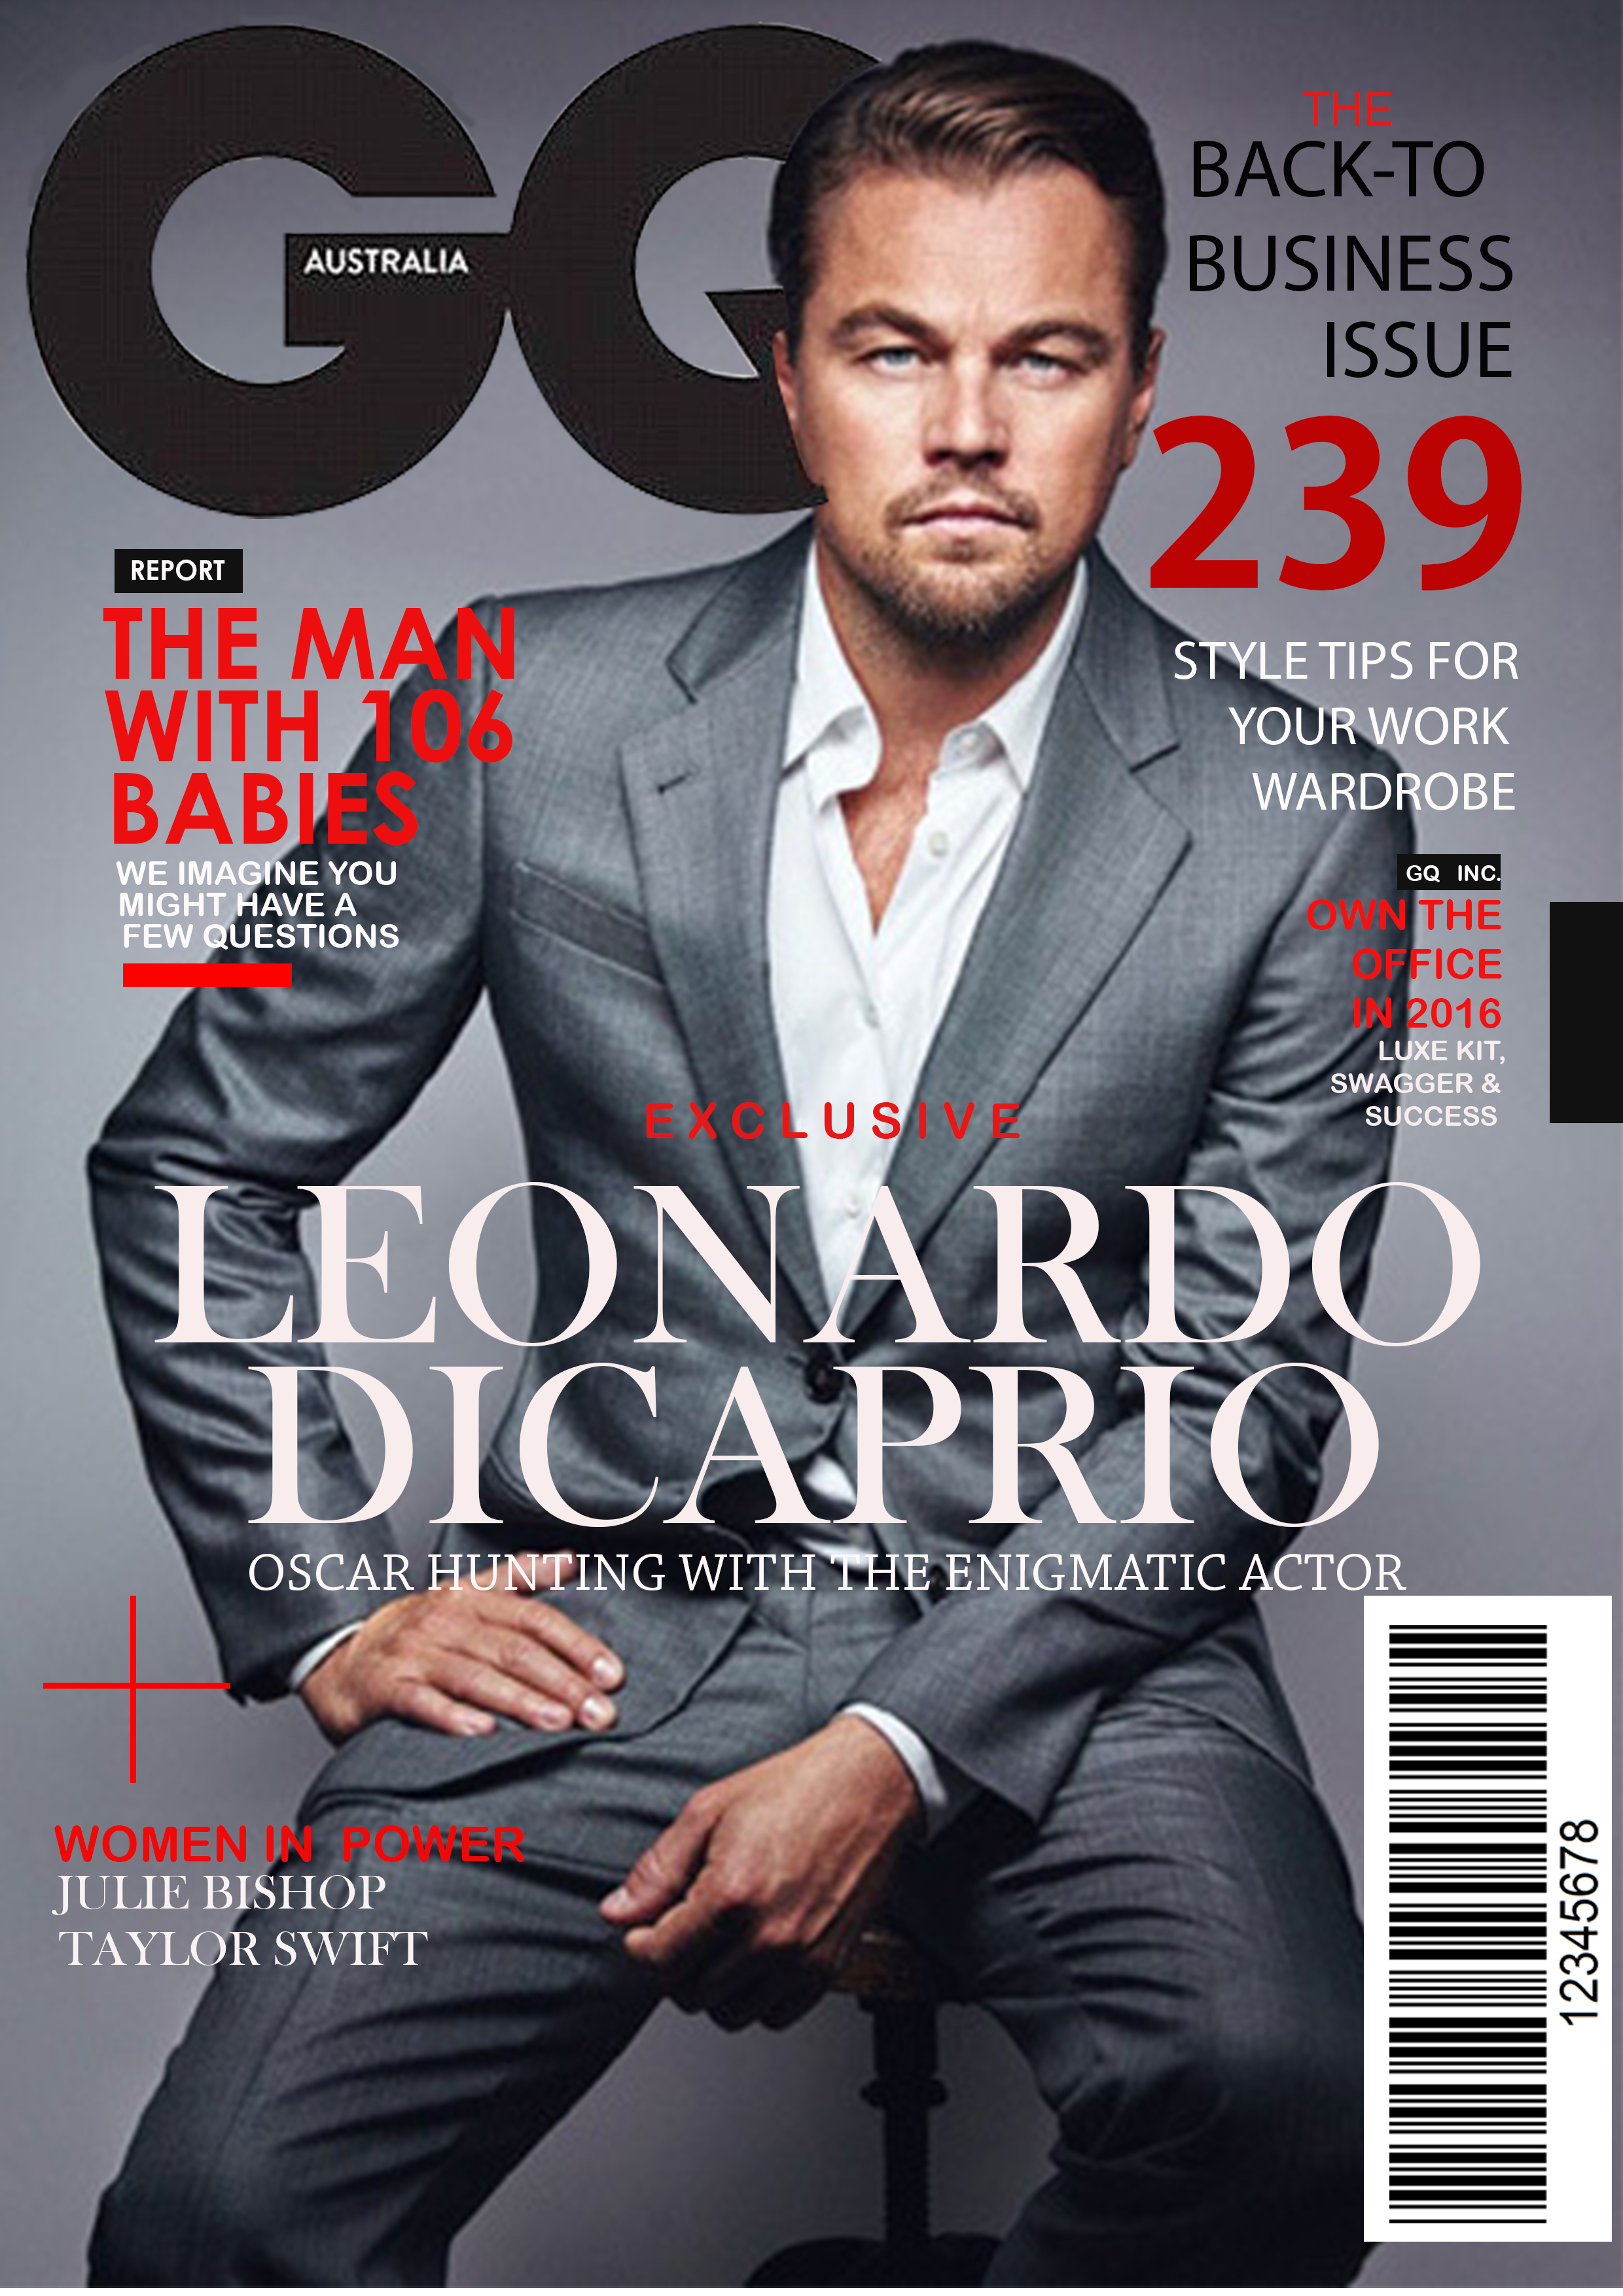 GQ
AUSTRALIA
THE
BACK-TO
BUSINESS
ISSUE
239
STYLE TIPS FOR
YOUR WORK
WARDROBE
REPORT
THE MAN
WITH 106
BABIES
WE IMAGINE YOU
MIGHT HAVE A
FEW QUESTIONS
GQ INC.
OWN THE
OFFICE
IN 2016
LUXE KIT,
SWAGGER &
SUCCESS
EXCLUSIVE
LEONARDO
DICAPRIO
OSCAR HUNTING WITH THE ENIGMATIC ACTOR
WOMEN IN POWER
JULIE BISHOP
TAYLOR SWIFT
12345678